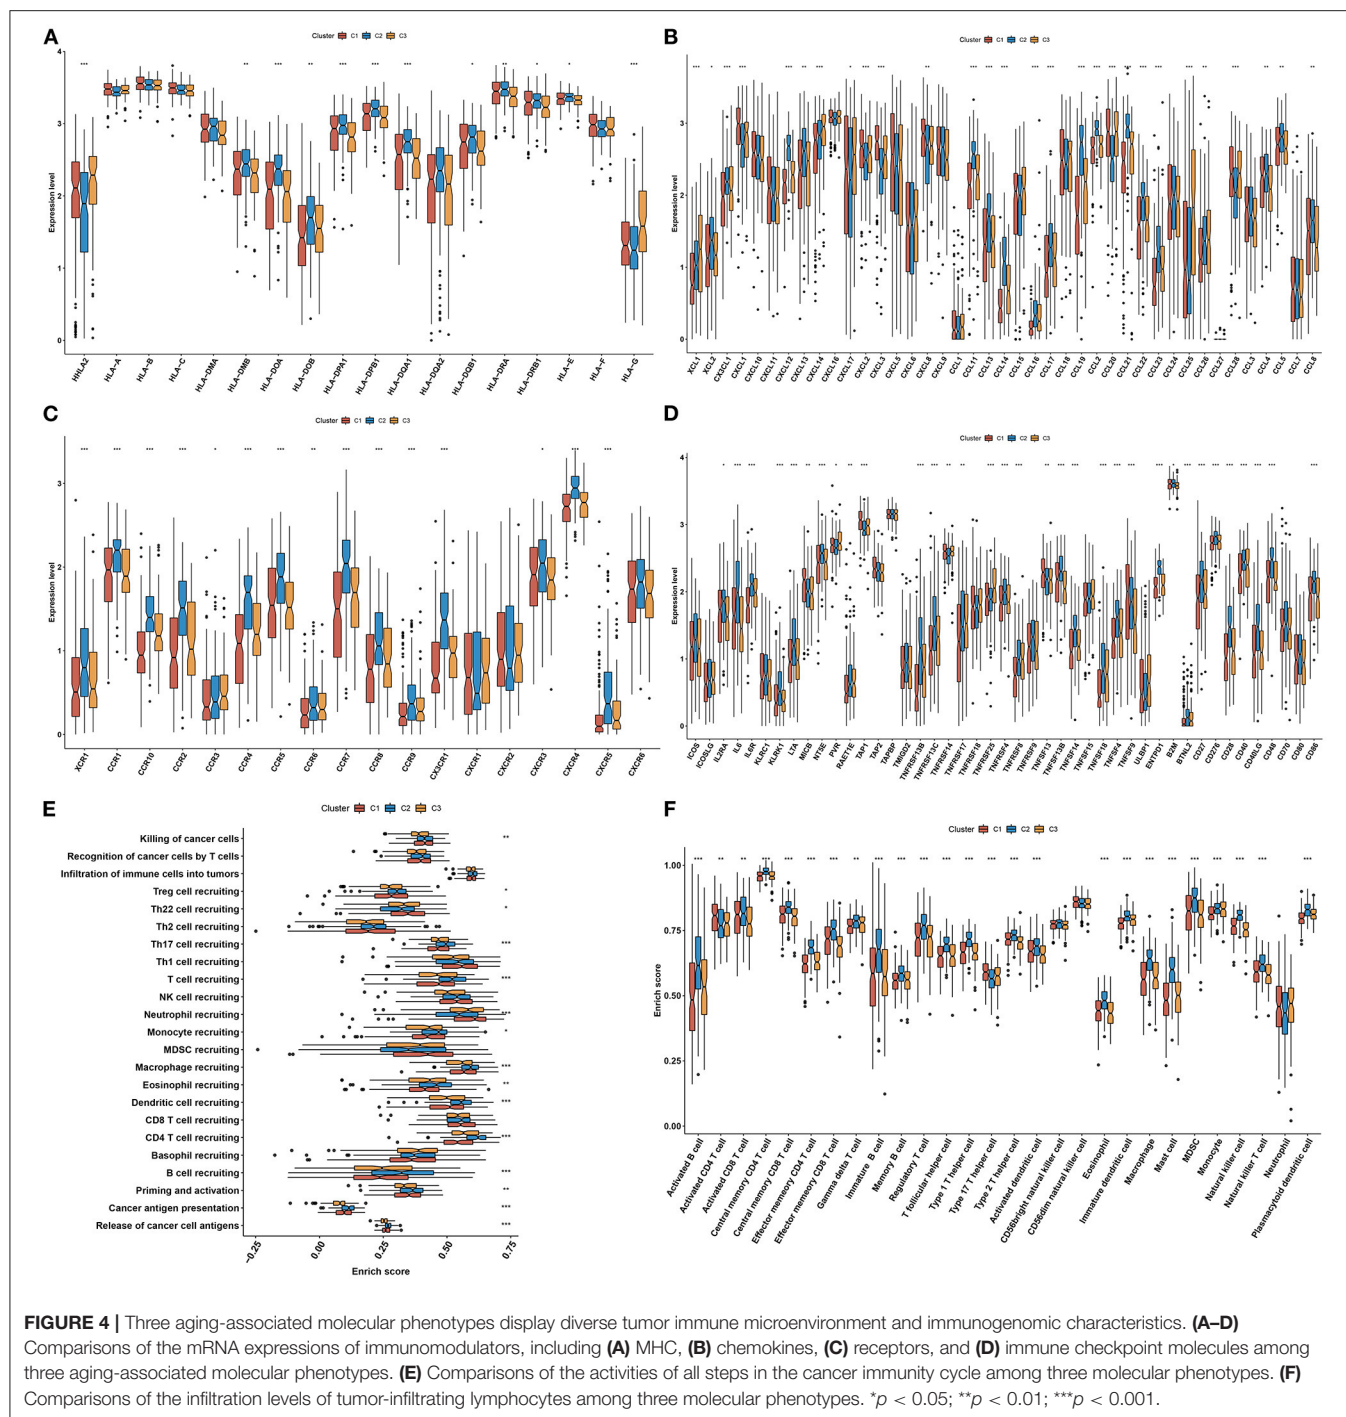 A
Cluster C1 C2 C3
Expression level
4
3
2
1
0
*** ** *** ** *** *** *** * ** * * ***
HHLA2 HLA-A HLA-B HLA-C HLA-DMA HLA-DMB HLA-DOA HLA-DOB HLA-DPA1 HLA-DPB1 HLA-DQA1 HLA-DQA2 HLA-DQB1 HLA-DRA HLA-DRB1 HLA-E HLA-F HLA-G
B
Cluster C1 C2 C3
Expression level
4
3
2
1
0
XCL1 XCL2 CX3CL1 CXCL1 CXCL10 CXCL11 CXCL12 CXCL13 CXCL14 CXCL16 CXCL17 CXCL2 CXCL3 CXCL5 CXCL6 CXCL8 CXCL9 CCL1 CCL11 CCL13 CCL14 CCL15 CCL16 CCL17 CCL18 CCL19 CCL2 CCL20 CCL21 CCL22 CCL23 CCL24 CCL25 CCL26 CCL27 CCL28 CCL3 CCL4 CCL5 CCL7 CCL8
C
Cluster C1 C2 C3
Expression level
3
2
1
0
*** *** *** *** * *** *** ** *** *** *** *** * *** ***
XCR1 CCR1 CCR10 CCR2 CCR3 CCR4 CCR5 CCR6 CCR7 CCR8 CCR9 CX3CR1 CXCR1 CXCR2 CXCR3 CXCR4 CXCR5 CXCR6
D
Cluster C1 C2 C3
Expression level
4
3
2
1
0
ICOS ICOSLG IL2RA IL6 IL6R KLRC1 KLRK1 LTA MICB NT5E PVR RAET1E TAP1 TAP2 TAPBP TMIGD2 TNFRSF13B TNFRSF13C TNFRSF14 TNFRSF17 TNFRSF18 TNFRSF25 TNFRSF4 TNFRSF8 TNFRSF9 TNFSF13 TNFSF13B TNFSF14 TNFSF15 TNFSF18 TNFSF4 TNFSF9 ULBP1 ENTPD1 B2M BTNL2 CD27 CD276 CD28 CD40 CD40LG CD48 CD70 CD80 CD86
E
Cluster C1 C2 C3
Killing of cancer cells **
Recognition of cancer cells by T cells
Infiltration of immune cells into tumors
Treg cell recruiting *
Th22 cell recruiting *
Th2 cell recruiting
Th17 cell recruiting ***
Th1 cell recruiting
T cell recruiting ***
NK cell recruiting
Neutrophil recruiting ***
Monocyte recruiting *
MDSC recruiting
Macrophage recruiting ***
Eosinophil recruiting **
Dendritic cell recruiting ***
CD8 T cell recruiting
CD4 T cell recruiting ***
Basophil recruiting
B cell recruiting ***
Priming and activation **
Cancer antigen presentation ***
Release of cancer cell antigens ***
-0.25 0.00 0.25 0.50 0.75
Enrich score
F
Cluster C1 C2 C3
Enrich score
1.00
0.75
0.50
0.25
0.00
*** ** ** *** *** *** *** ** *** *** *** *** *** *** *** *** *** *** *** *** *** *** *** ***
Activated B cell Activated CD4 T cell Activated CD8 T cell Central memory CD4 T cell Central memory CD8 T cell Effector memeory CD4 T cell Effector memeory CD8 T cell Gamma delta T cell Immature B cell Memory B cell Regulatory T cell T follicular helper cell Type 1 T helper cell Type 17 T helper cell Type 2 T helper cell Activated dendritic cell CD56bright natural killer cell CD56dim natural killer cell Eosinophil Immature dendritic cell Macrophage Mast cell MDSC Monocyte Natural killer cell Natural killer T cell Neutrophil Plasmacytoid dendritic cell
FIGURE 4 | Three aging-associated molecular phenotypes display diverse tumor immune microenvironment and immunogenomic characteristics. (A–D)
Comparisons of the mRNA expressions of immunomodulators, including (A) MHC, (B) chemokines, (C) receptors, and (D) immune checkpoint molecules among
three aging-associated molecular phenotypes. (E) Comparisons of the activities of all steps in the cancer immunity cycle among three molecular phenotypes. (F)
Comparisons of the infiltration levels of tumor-infiltrating lymphocytes among three molecular phenotypes. *p < 0.05; **p < 0.01; ***p < 0.001.